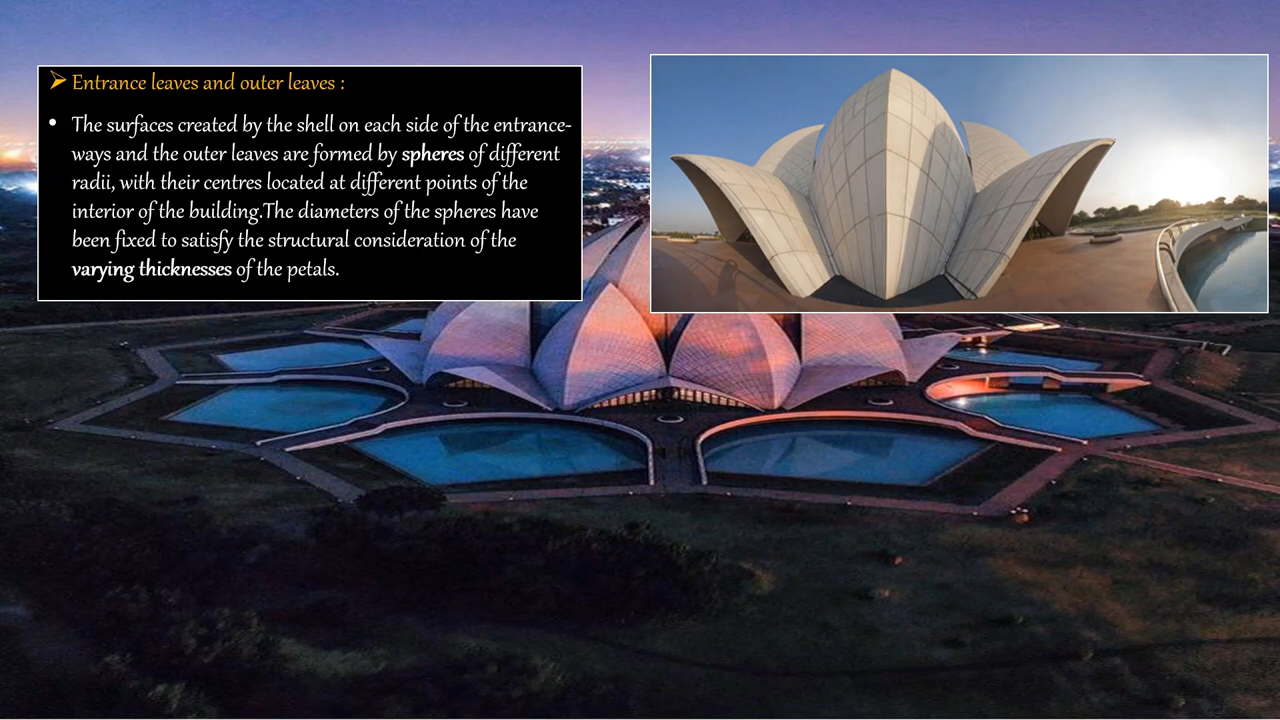 ➢ Entrance leaves and outer leaves :
• The surfaces created by the shell on each side of the entrance-
ways and the outer leaves are formed by spheres of different
radii, with their centres located at different points of the
interior of the building.The diameters of the spheres have
been fixed to satisfy the structural consideration of the
varying thicknesses of the petals.